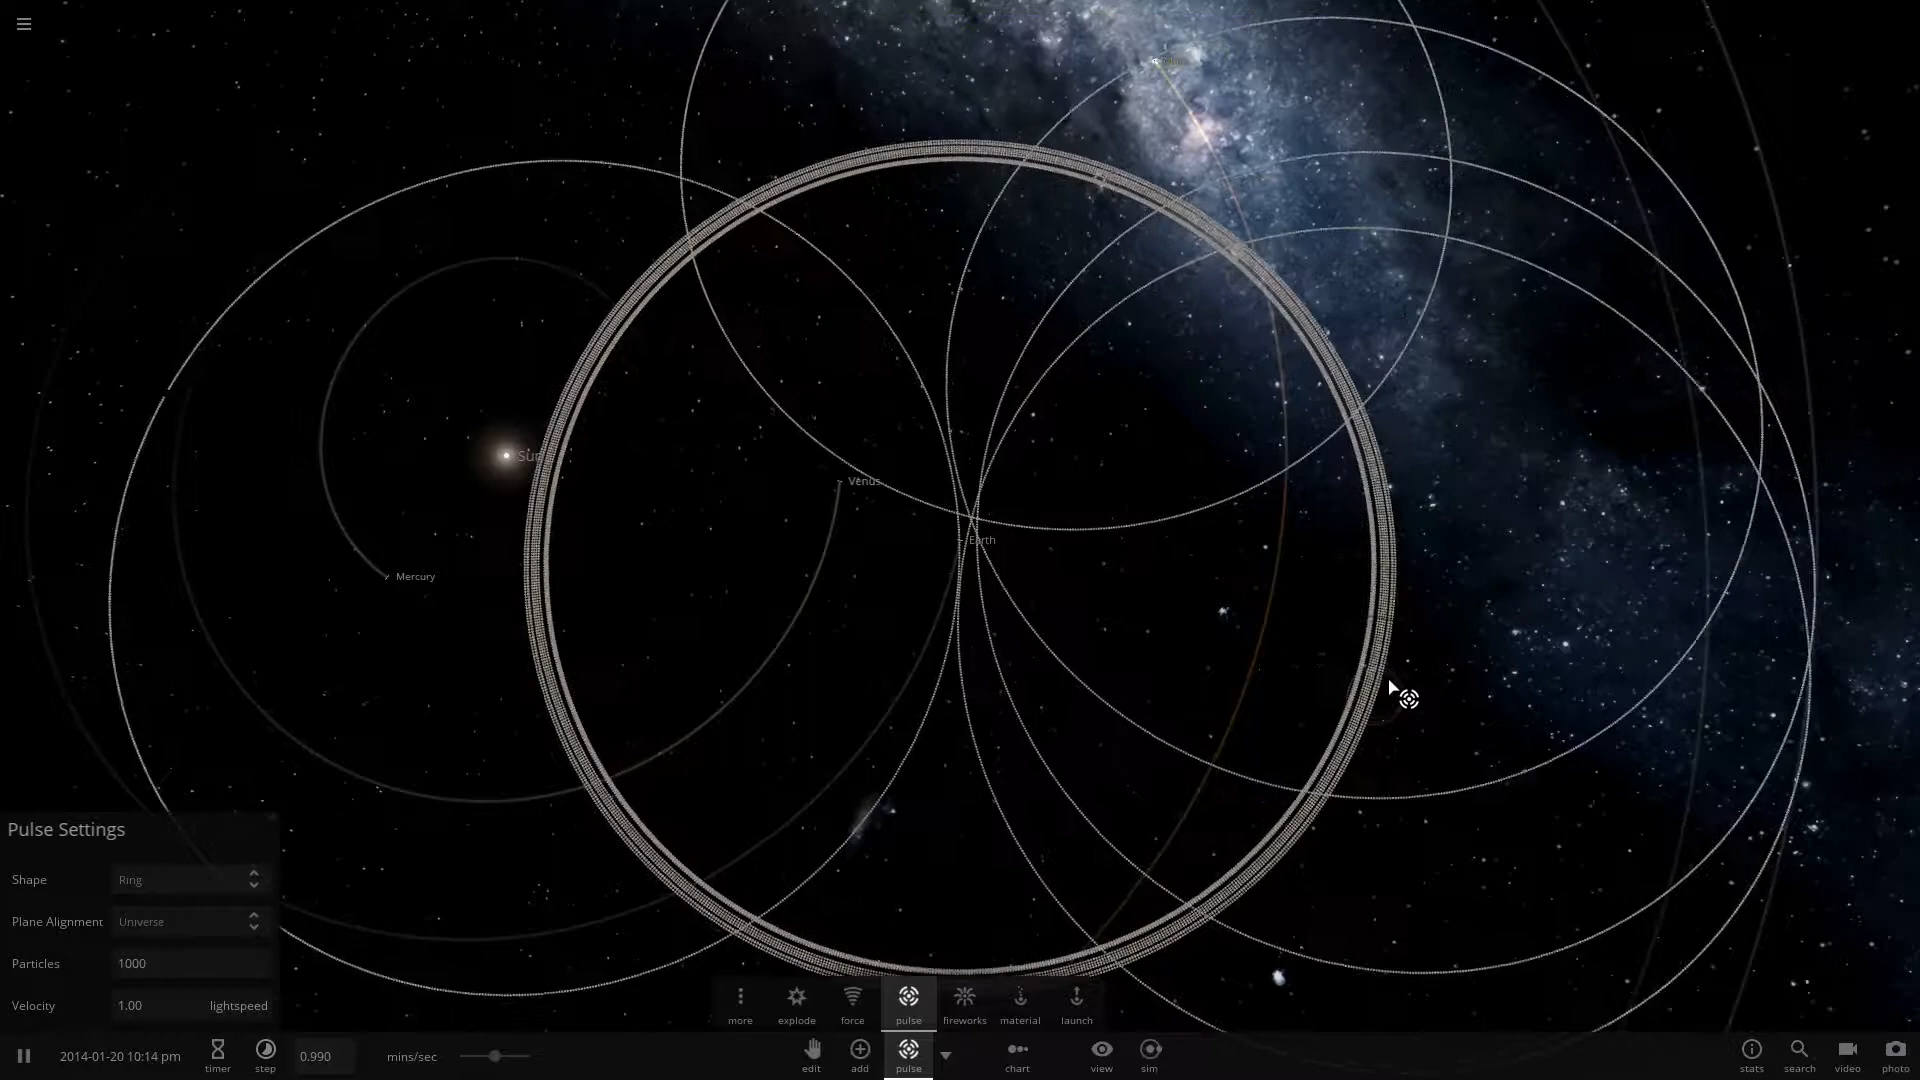 Sun
Venus
Earth
Mercury
Pulse Settings
Shape Ring
Plane Alignment Universe
Particles 1000
Velocity 1.00 lightspeed
more explode force pulse fireworks material launch
2014-01-20 10:14 pm timer step 0.990 mins/sec edit add pulse chart view sim stats search video photo